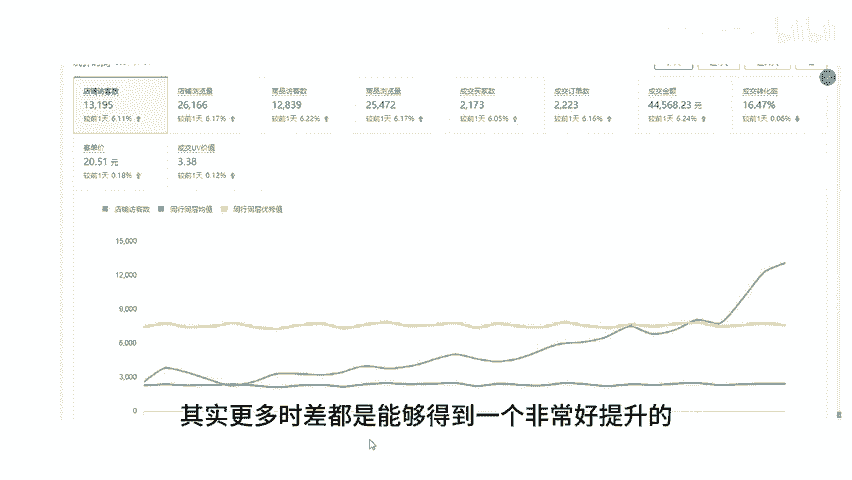 店铺访客数 店铺浏览量 商品访客数 商品浏览量 成交买家数 成交订单数 成交金额 成交转化率
13,195 26,166 12,839 25,472 2,173 2,223 44,568.23 元 16.47%
较前1天 6.11% 较前1天 6.17% 较前1天 6.22% 较前1天 6.17% 较前1天 6.05% 较前1天 6.16% 较前1天 6.24% 较前1天 0.06%
客单价 成交UV价值
20.51 元 3.38
较前1天 0.18% 较前1天 0.12%
店铺访客数 同行同层均值 同行同层优秀值
15,000
12,000
9,000
6,000
3,000
0
其实更多时差都是能够得到一个非常好提升的